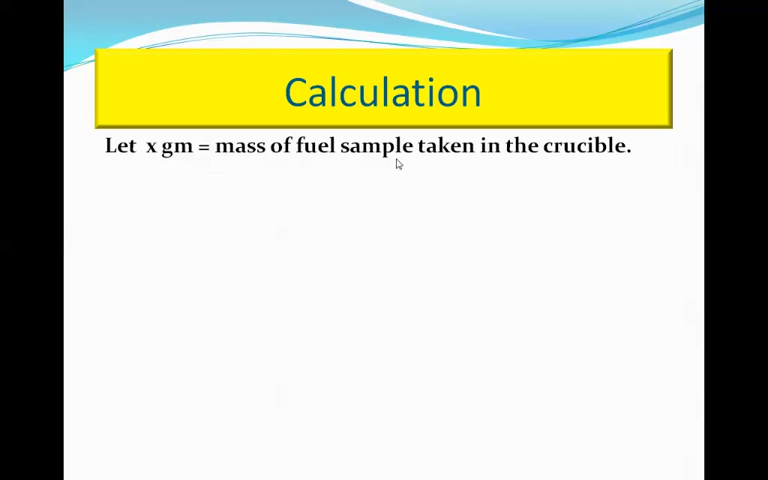 Calculation
Let x gm = mass of fuel sample taken in the crucible.